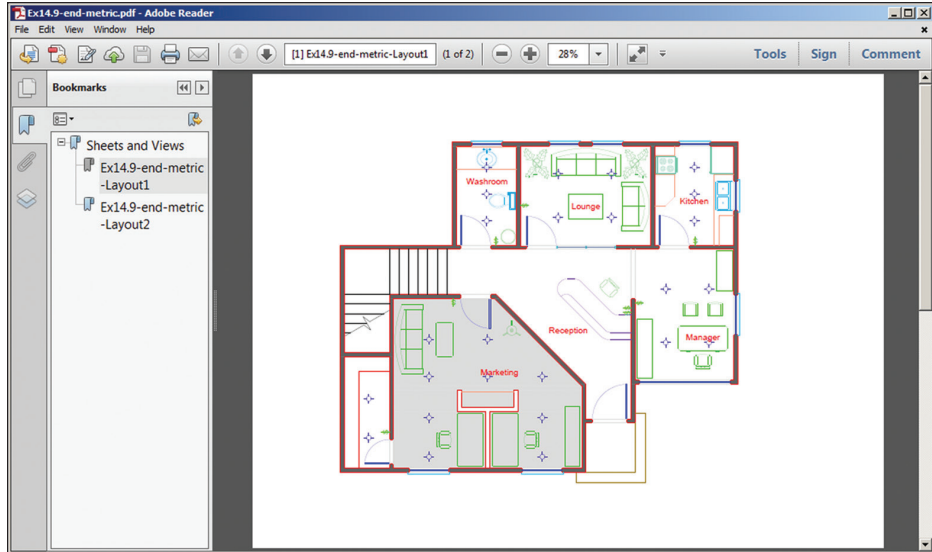 Ex14.9-end-metric.pdf - Adobe Reader
File Edit View Window Help
[1] Ex14.9-end-metric-Layout1 (1 of 2) 28% Tools Sign Comment
Bookmarks
Sheets and Views
Ex14.9-end-metric
-Layout1
Ex14.9-end-metric
-Layout2
Washroom
Lounge
Kitchen
Reception
Manager
Marketing